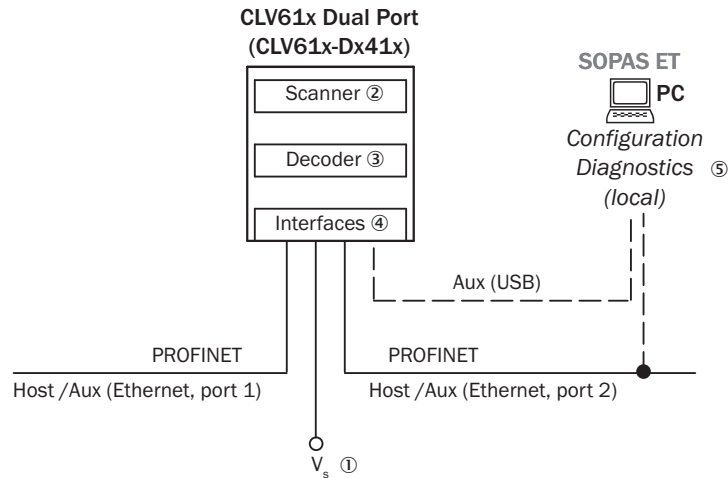 CLV61x Dual Port
(CLV61x-Dx41x)
SOPAS ET
Scanner ②
PC
Configuration
Decoder ③
Diagnostics ⑤
(local)
Interfaces ④
Aux (USB)
PROFINET
PROFINET
Host /Aux (Ethernet, port 1)
Host /Aux (Ethernet, port 2)
Vs ①